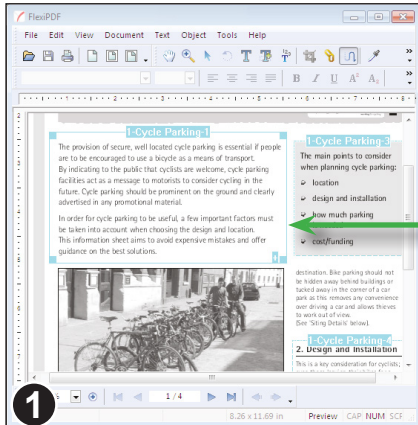 FlexiPDF
File Edit View Document Text Object Tools Help
B I U A² A₂
1-Cycle Parking-1
The provision of secure, well located cycle parking is essential if people
are to be encouraged to use a bicycle as a means of transport.
By indicating to the public that cyclists are welcome, cycle parking
facilities act as a message to motorists to consider cycling in the
future. Cycle parking should be prominent on the ground and clearly
advertised in any promotional material.
In order for cycle parking to be useful, a few important factors must
be taken into account when choosing the design and location.
This information sheet aims to avoid expensive mistakes and offer
guidance on the best solutions.
1-Cycle Parking-3
The main points to consider
when planning cycle parking:
location
design and installation
how much parking
cost/funding
destination. Bike parking should not
be hidden away behind buildings or
tucked away in the corner of a car
park as this removes any convenience
over driving a car and allows thieves
to work out of view.
(See 'Siting Details' below).
1-Cycle Parking-4
2. Design and Installation
This is a key consideration for cyclists;
1
1 / 4
8.26 x 11.69 in Preview CAP NUM SCF